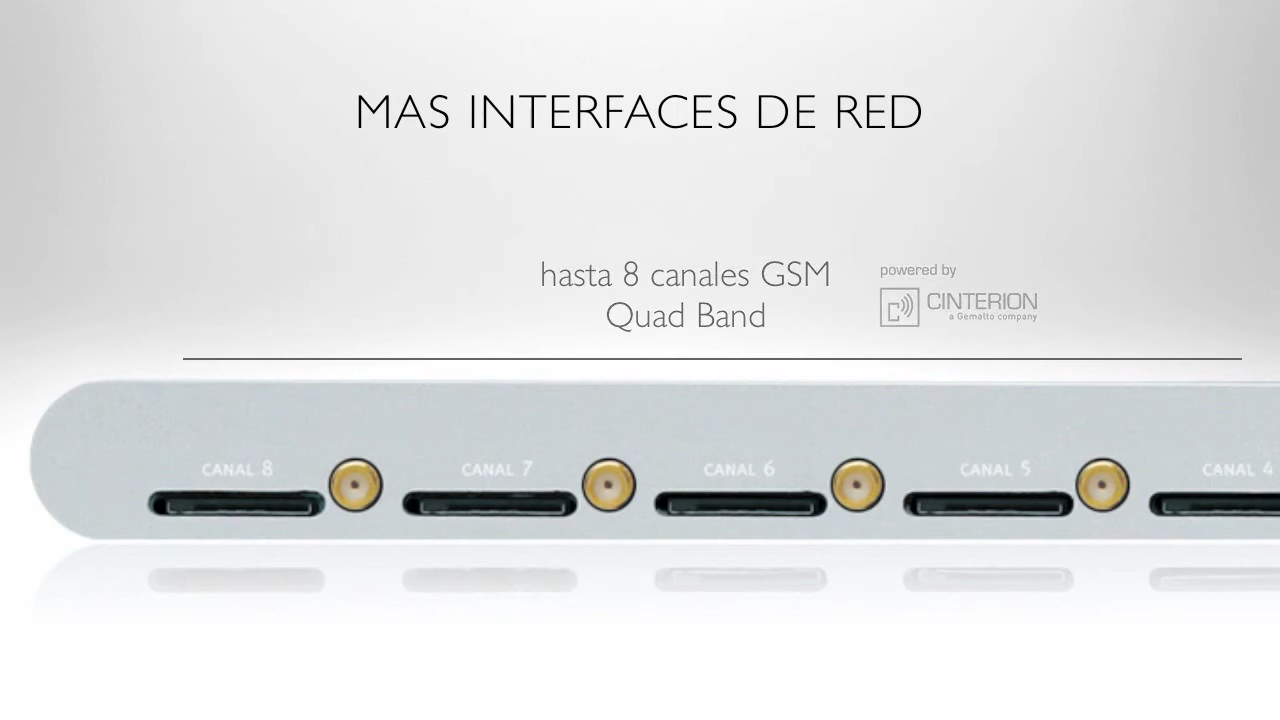 MAS INTERFACES DE RED
hasta 8 canales GSM
Quad Band
powered by
CINTERION
a Gemalto company
CANAL 8
CANAL 7
CANAL 6
CANAL 5
CANAL 4